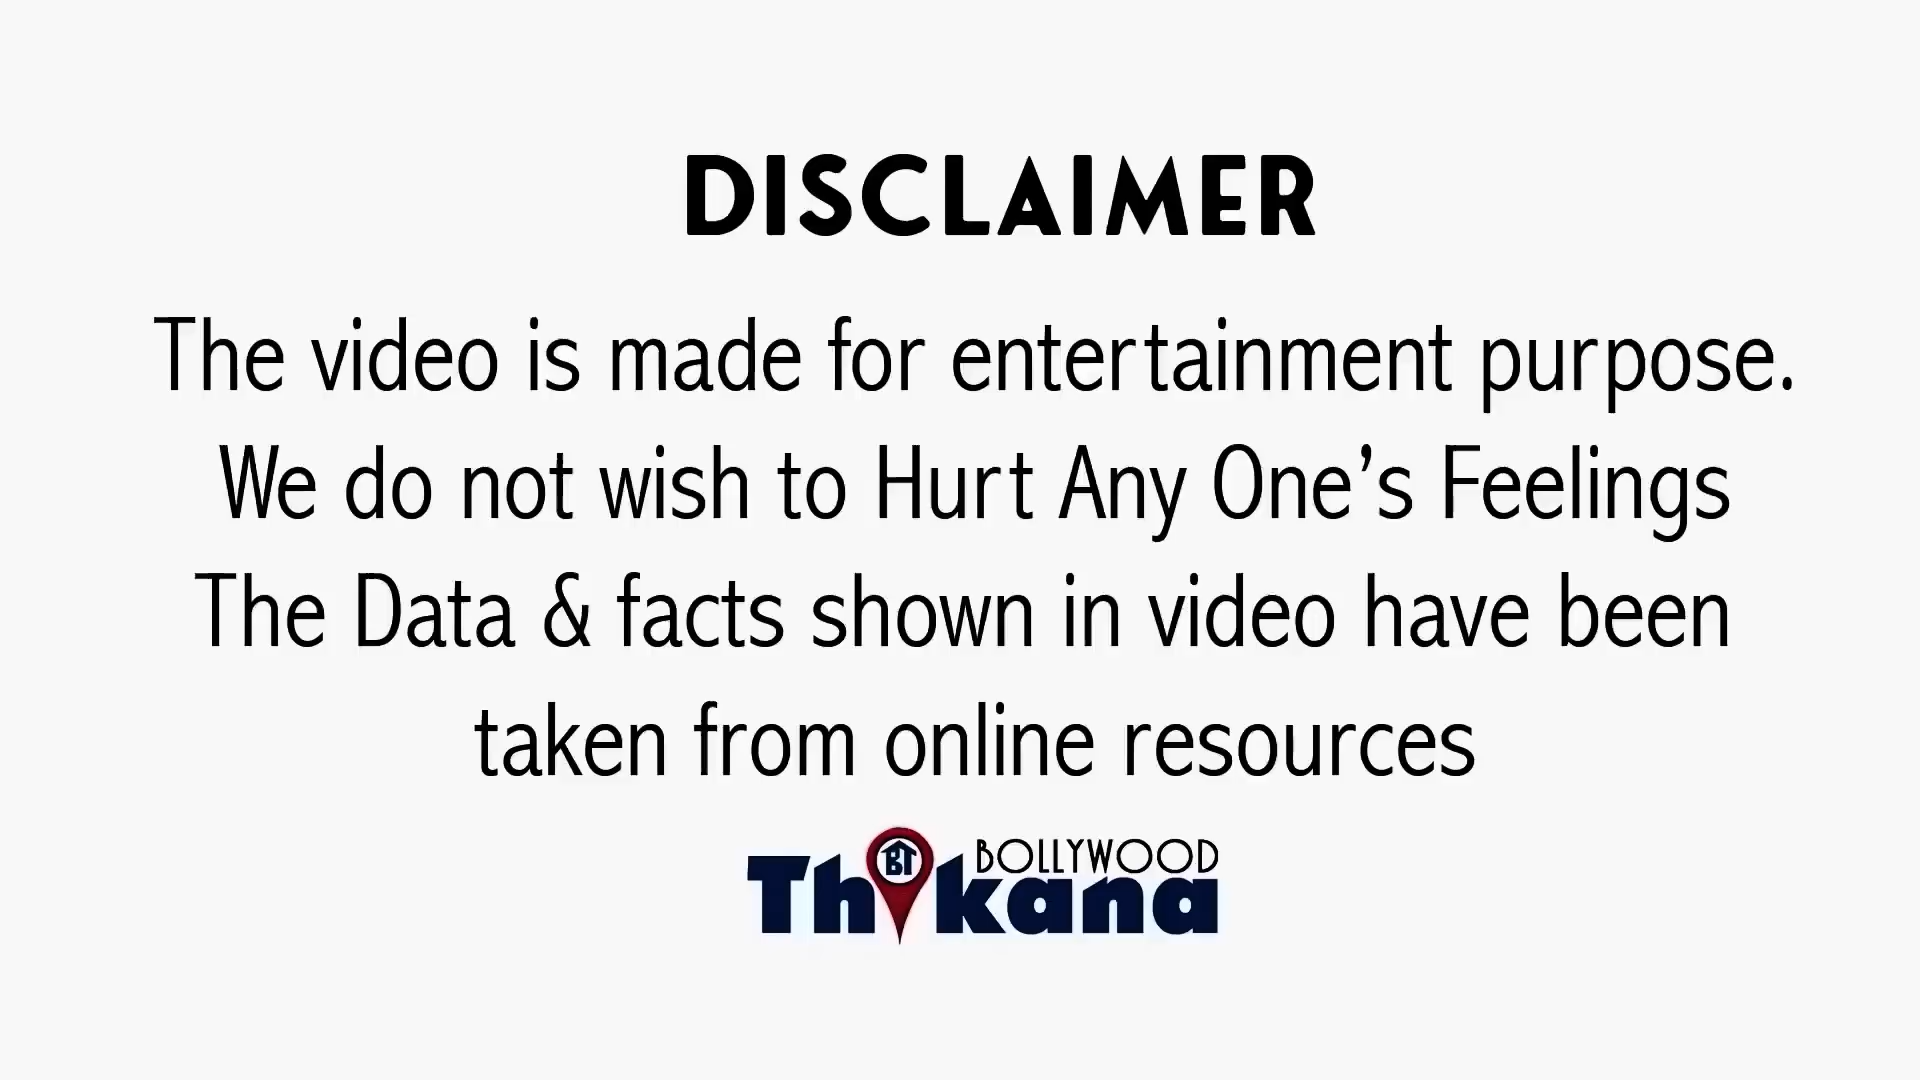 DISCLAIMER
The video is made for entertainment purpose.
We do not wish to Hurt Any One’s Feelings
The Data & facts shown in video have been
taken from online resources
BOLLYWOOD
BT
Thikana